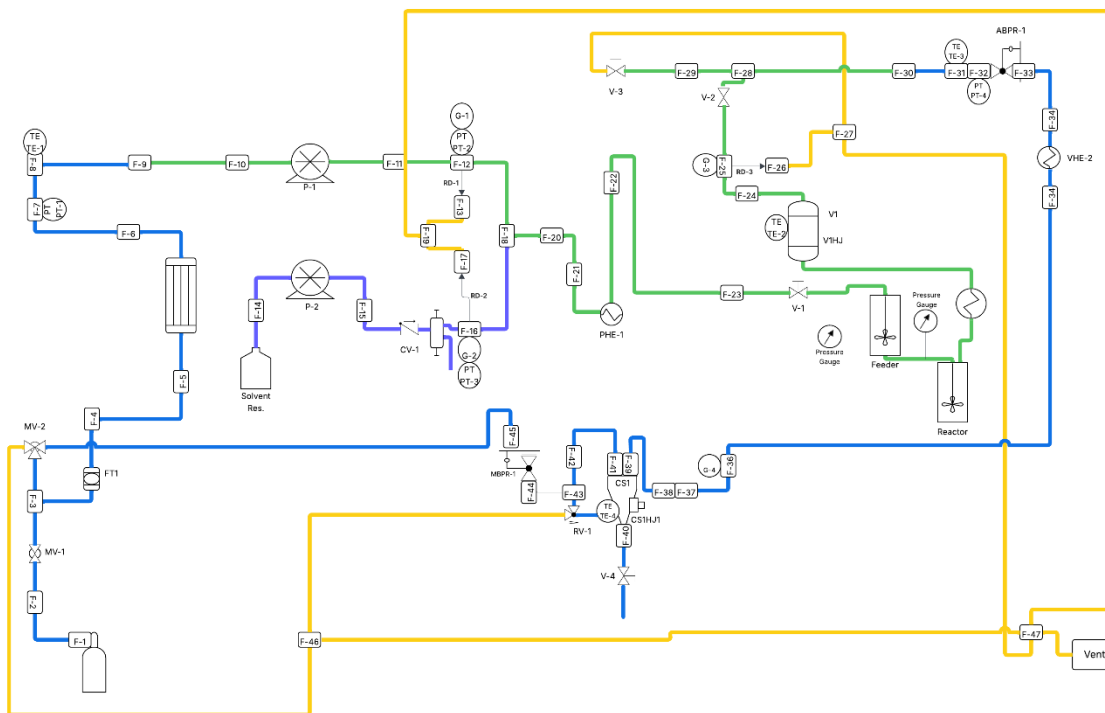 ABPR-1
TE
TE-3
F-29
F-28
F-30
F-31
F-32
F-33
PT
PT-4
V-3
V-2
F-34
G-1
PT
PT-2
TE
TE-1
F-8
F-9
F-10
P-1
F-11
F-12
RD-1
F-13
F-27
VHE-2
G-3
F-25
RD-3
F-26
F-22
F-24
F-34
F-7
PT
PT-1
F-6
F-19
F-18
F-20
V1
TE
TE-2
V1HJ
F-17
F-21
RD-2
P-2
F-14
F-15
CV-1
F-16
G-2
PT
PT-3
PHE-1
F-23
V-1
Pressure
Gauge
Pressure
Gauge
Feeder
Solvent
Res.
F-5
F-4
MV-2
Reactor
F-45
MBPR-1
F-42
F-41
F-39
G-4
F-36
FT1
F-3
F-44
F-43
CS1
F-38
F-37
TE
TE-4
CS1HJ1
RV-1
F-40
MV-1
V-4
F-2
F-1
F-46
F-47
Vent